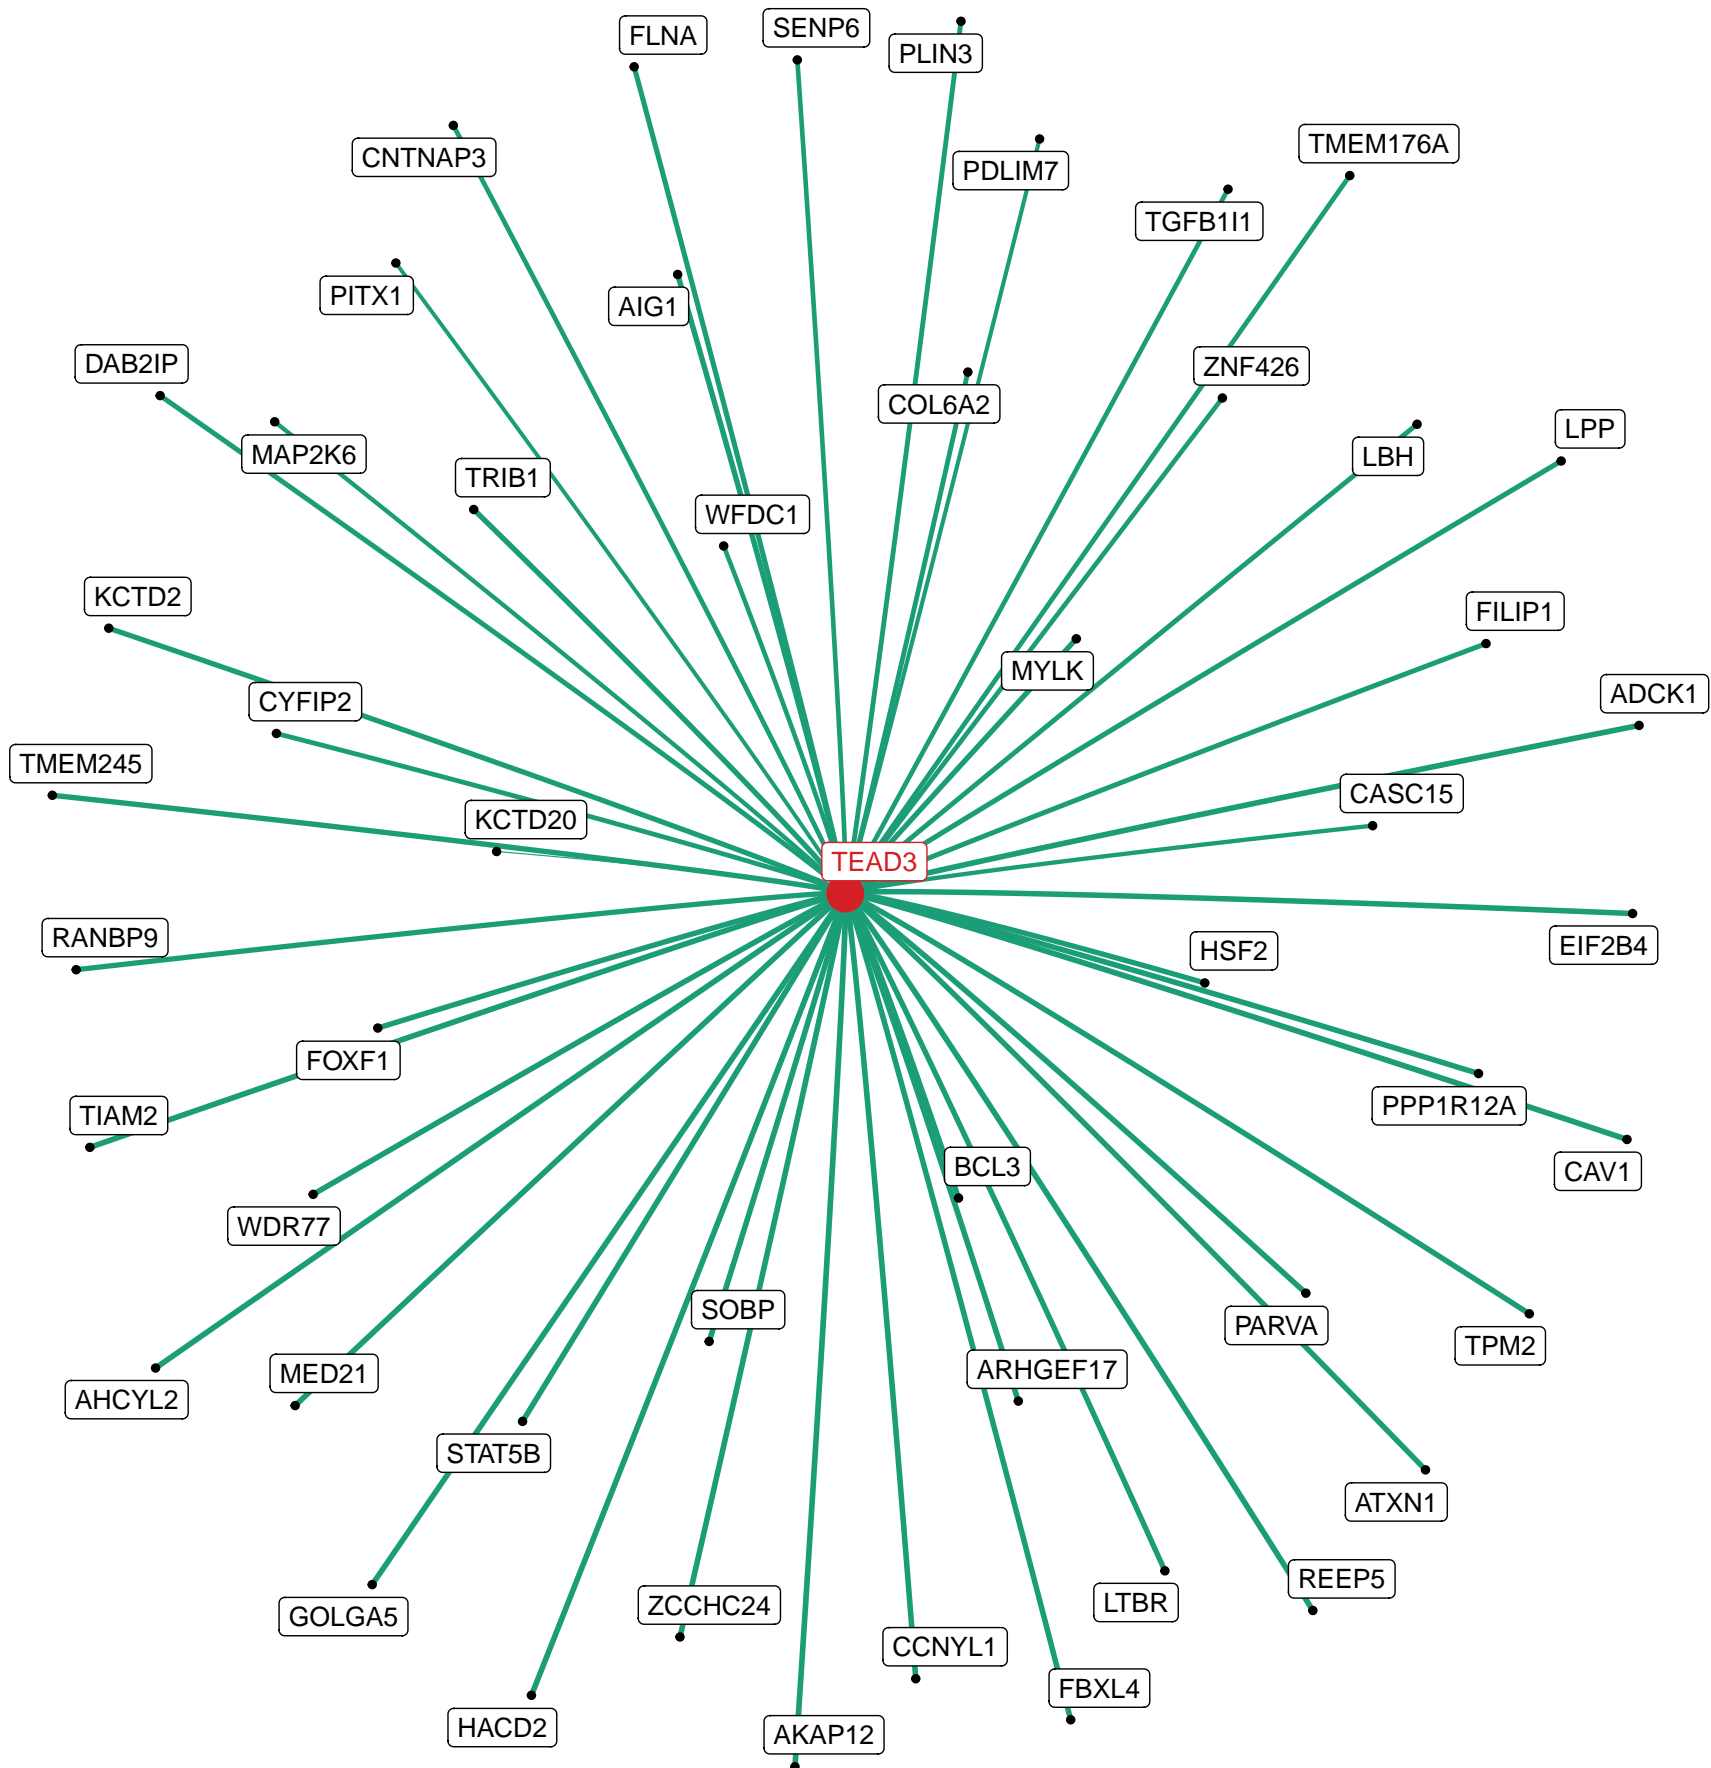 SENP6
FLNA
PLIN3
TMEM176A
CNTNAP3
PDLIM7
TGFB1I1
PITX1
AIG1
DAB2IP
ZNF426
COL6A2
LPP
MAP2K6
LBH
TRIB1
WFDC1
KCTD2
FILIP1
MYLK
ADCK1
CYFIP2
TMEM245
CASC15
KCTD20
TEAD3
RANBP9
EIF2B4
HSF2
FOXF1
PPP1R12A
TIAM2
BCL3
CAV1
WDR77
SOBP
PARVA
TPM2
ARHGEF17
MED21
AHCYL2
STAT5B
ATXN1
REEP5
LTBR
ZCCHC24
GOLGA5
CCNYL1
FBXL4
HACD2
AKAP12